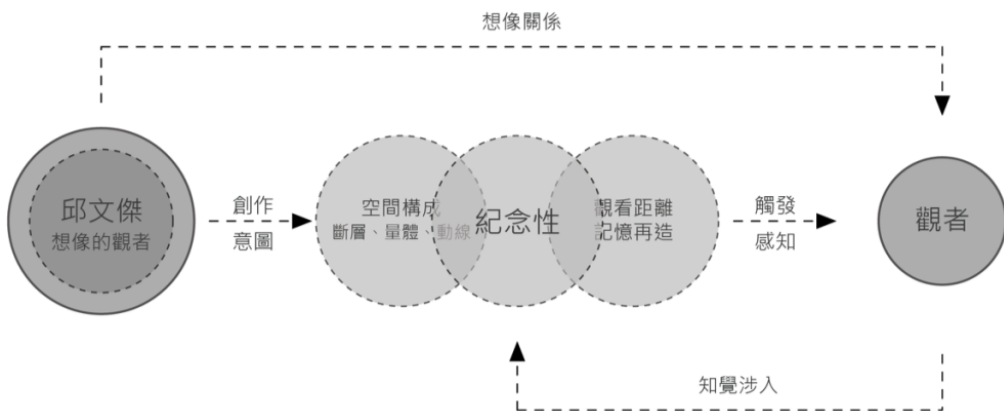 想像關係
邱文傑
想像的觀者
創作
意圖
空間構成
斷層、量體、動線
紀念性
觀看距離
記憶再造
觸發
感知
觀者
知覺涉入